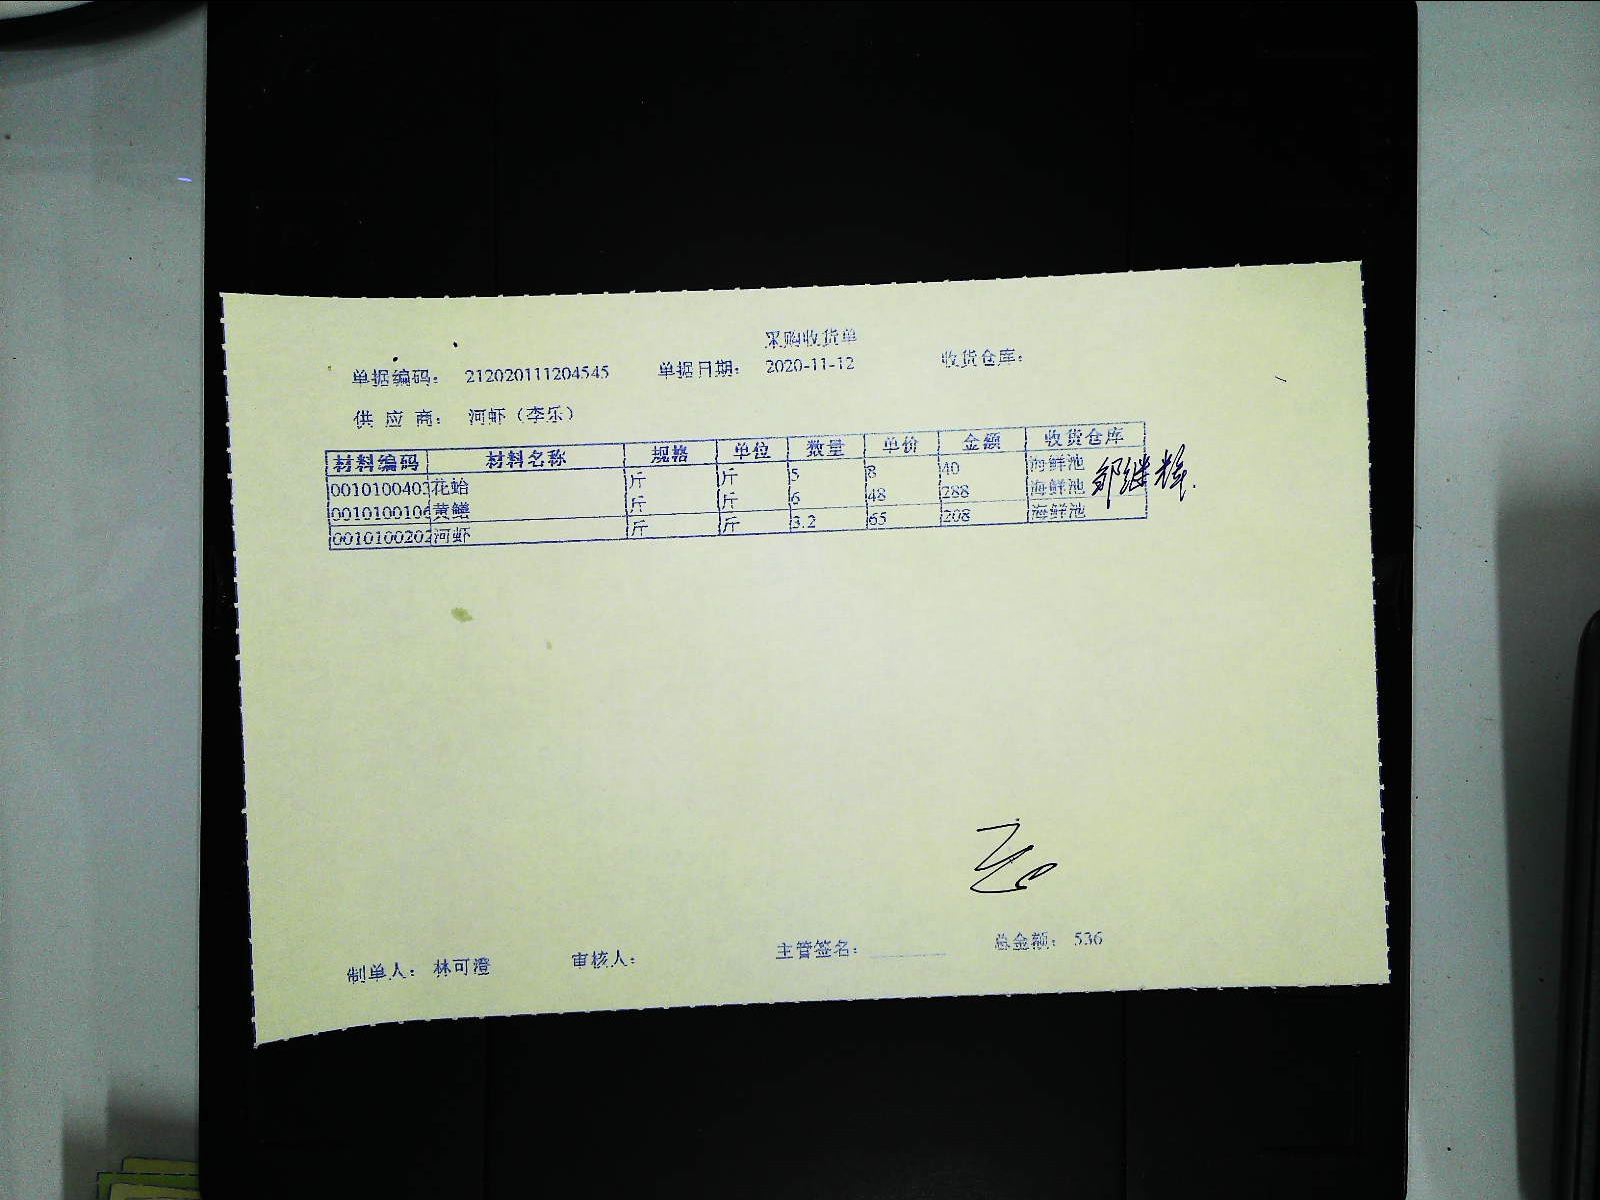 采购收货单
单据编码： 212020111204545 单据日期： 2020-11-12 收货仓库：
供 应 商： 河虾（李乐）
材料编码 材料名称 规格 单位 数量 单价 金额 收货仓库
001010040 花蛤 斤 斤 5 8 40 海鲜池
001010010 黄鳝 斤 斤 6 48 288 海鲜池
001010020 河虾 斤 斤 3.2 65 208 海鲜池
制单人： 林可澄 审核人： 主管签名： 总金额： 536